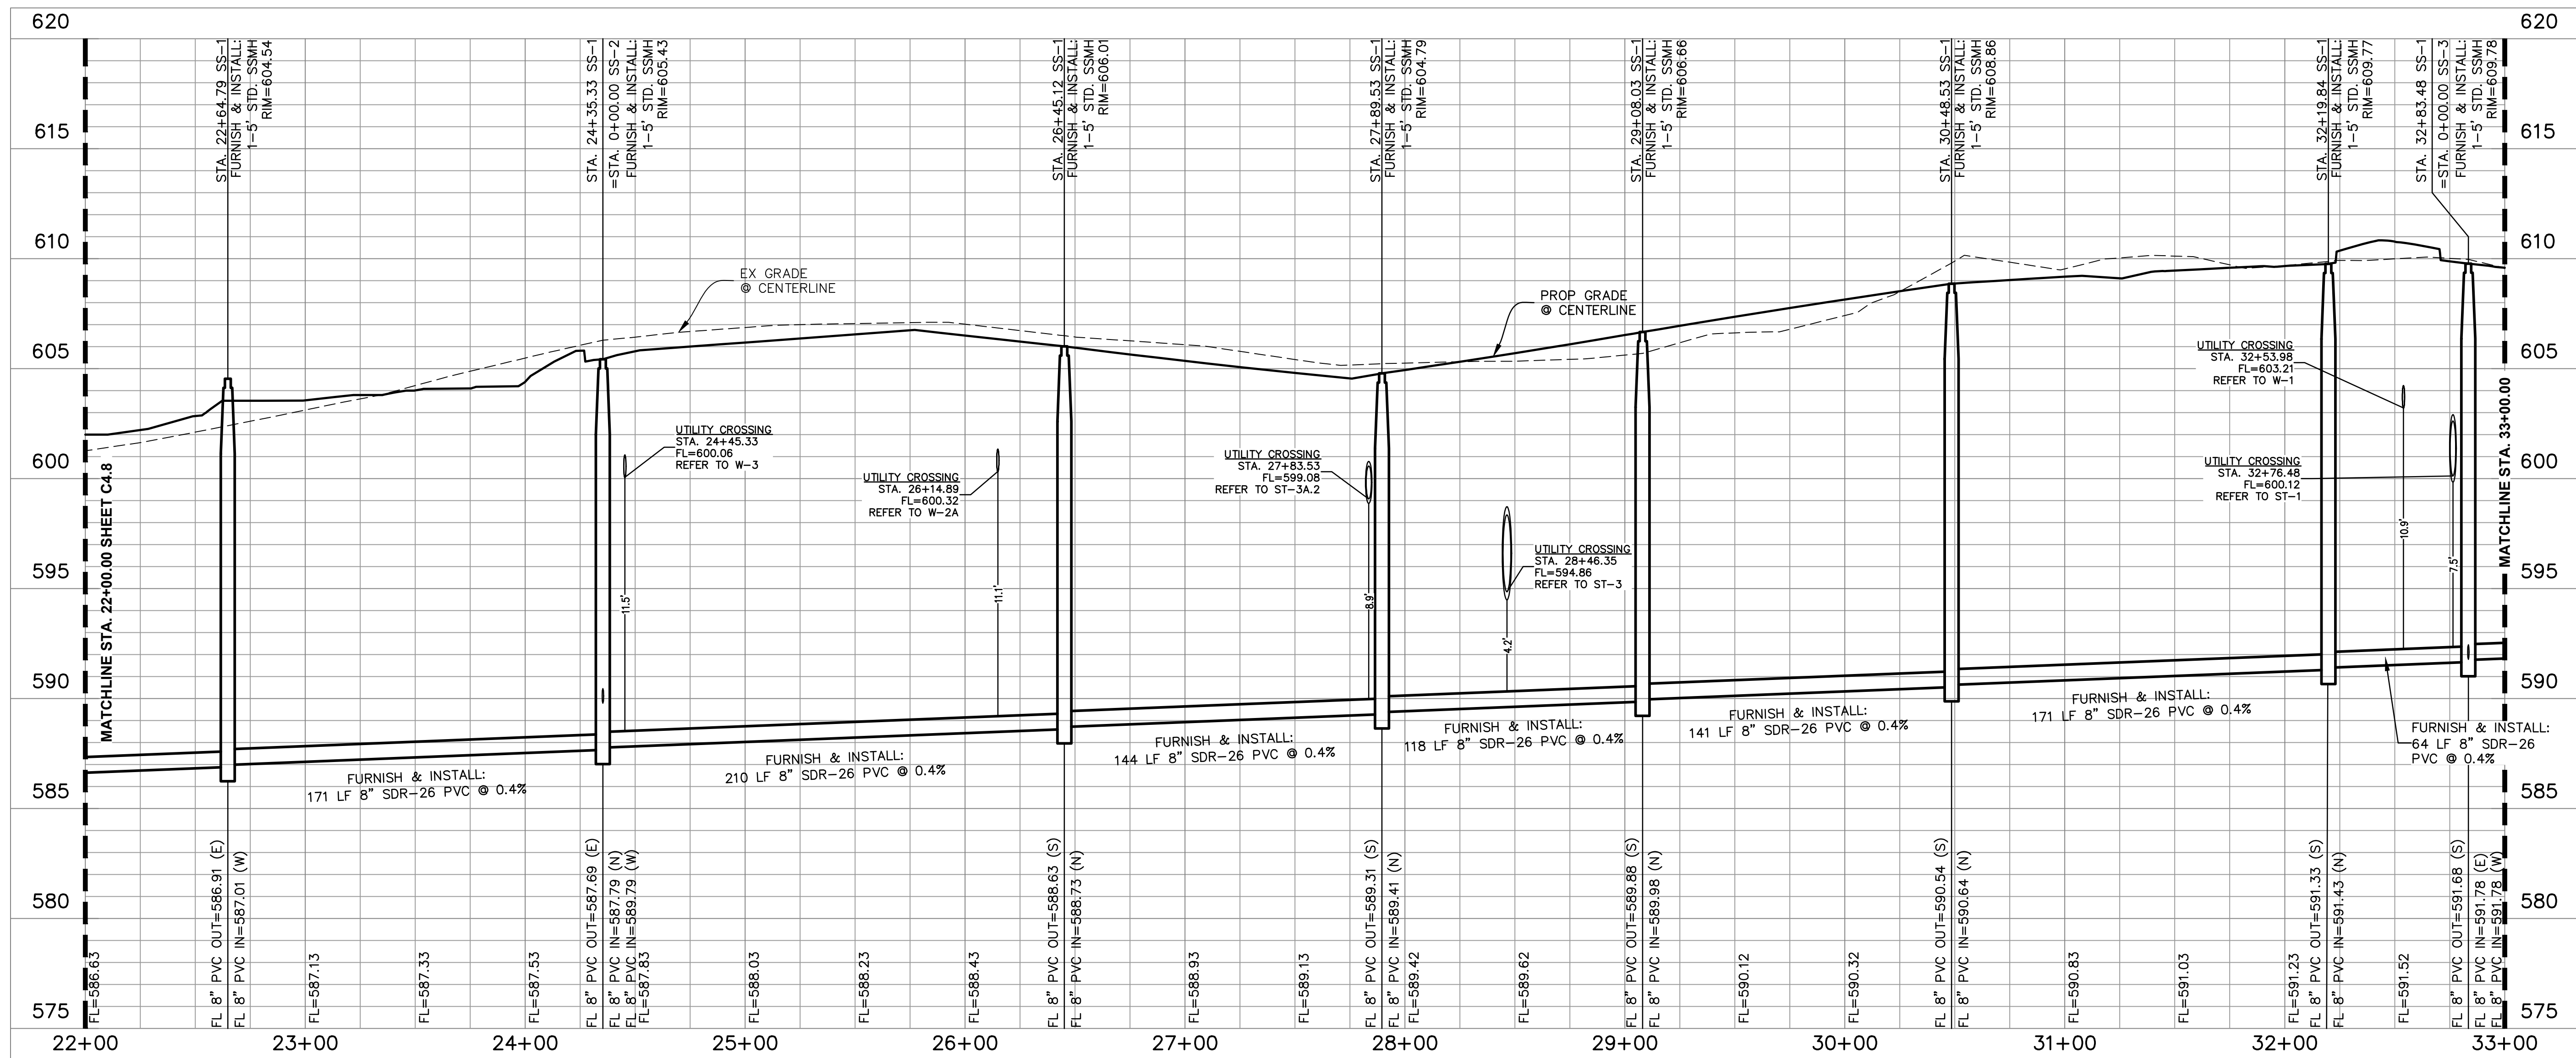 620
615
610
605
600
595
590
585
580
575
620
615
610
605
600
595
590
585
580
575
MATCHLINE STA. 22+00.00 SHEET C4.8
STA. 22+64.79 SS-1
FURNISH & INSTALL:
1-5' STD. SSMH
RIM=604.54
STA. 24+35.33 SS-1
=STA. 0+00.00 SS-2
FURNISH & INSTALL:
1-5' STD. SSMH
RIM=605.43
STA. 26+45.12 SS-1
FURNISH & INSTALL:
1-5' STD. SSMH
RIM=606.01
STA. 27+89.53 SS-1
FURNISH & INSTALL:
1-5' STD. SSMH
RIM=604.79
STA. 29+08.03 SS-1
FURNISH & INSTALL:
1-5' STD. SSMH
RIM=606.66
STA. 30+48.53 SS-1
FURNISH & INSTALL:
1-5' STD. SSMH
RIM=608.86
STA. 32+19.84 SS-1
FURNISH & INSTALL:
1-5' STD. SSMH
RIM=609.77
STA. 32+83.48 SS-1
=STA. 0+00.00 SS-3
FURNISH & INSTALL:
1-5' STD. SSMH
RIM=609.78
MATCHLINE STA. 33+00.00
EX GRADE
@ CENTERLINE
PROP GRADE
@ CENTERLINE
UTILITY CROSSING
STA. 24+45.33
FL=600.06
REFER TO W-3
11.5'
UTILITY CROSSING
STA. 26+14.89
FL=600.32
REFER TO W-2A
11.1'
UTILITY CROSSING
STA. 27+83.53
FL=599.08
REFER TO ST-3A.2
8.9'
UTILITY CROSSING
STA. 28+46.35
FL=594.86
REFER TO ST-3
4.2'
UTILITY CROSSING
STA. 32+53.98
FL=603.21
REFER TO W-1
10.9'
UTILITY CROSSING
STA. 32+76.48
FL=600.12
REFER TO ST-1
7.5'
FURNISH & INSTALL:
171 LF 8" SDR-26 PVC @ 0.4%
FURNISH & INSTALL:
210 LF 8" SDR-26 PVC @ 0.4%
FURNISH & INSTALL:
144 LF 8" SDR-26 PVC @ 0.4%
FURNISH & INSTALL:
118 LF 8" SDR-26 PVC @ 0.4%
FURNISH & INSTALL:
141 LF 8" SDR-26 PVC @ 0.4%
FURNISH & INSTALL:
171 LF 8" SDR-26 PVC @ 0.4%
FURNISH & INSTALL:
64 LF 8" SDR-26
PVC @ 0.4%
FL=586.63
FL 8" PVC OUT=586.91 (E)
FL 8" PVC IN=587.01 (W)
FL=587.13
FL=587.33
FL=587.53
FL 8" PVC OUT=587.69 (E)
FL 8" PVC IN=587.79 (N)
FL 8" PVC IN=589.79 (W)
FL=587.83
FL=588.03
FL=588.23
FL=588.43
FL 8" PVC OUT=588.63 (S)
FL 8" PVC IN=588.73 (N)
FL=588.93
FL=589.13
FL 8" PVC OUT=589.31 (S)
FL 8" PVC IN=589.41 (N)
FL=589.42
FL=589.62
FL 8" PVC OUT=589.88 (S)
FL 8" PVC IN=589.98 (N)
FL=590.12
FL=590.32
FL 8" PVC OUT=590.54 (S)
FL 8" PVC IN=590.64 (N)
FL=590.83
FL=591.03
FL=591.23
FL 8" PVC OUT=591.33 (S)
FL 8" PVC IN=591.43 (N)
FL=591.52
FL 8" PVC OUT=591.68 (S)
FL 8" PVC IN=591.78 (E)
FL 8" PVC IN=591.78 (W)
22+00
23+00
24+00
25+00
26+00
27+00
28+00
29+00
30+00
31+00
32+00
33+00